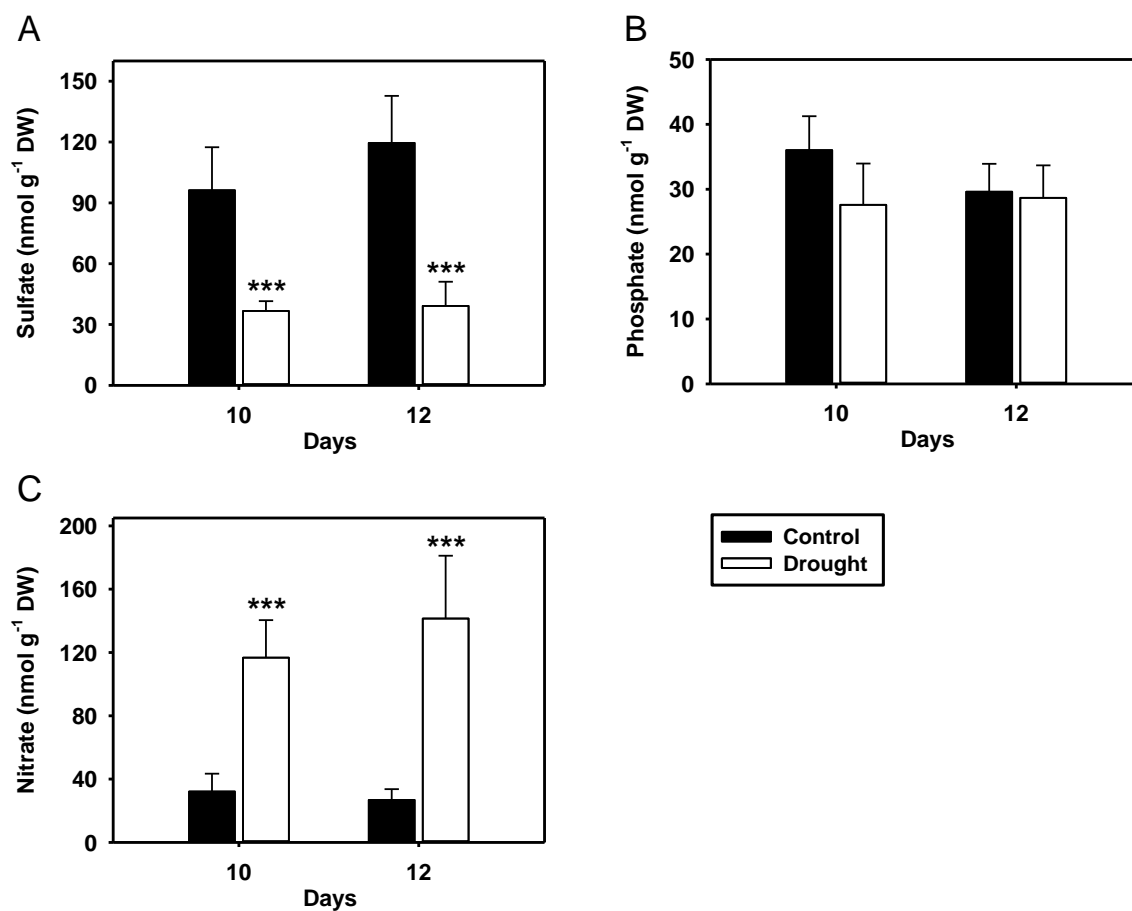 A
Sulfate (nmol g⁻¹ DW)
150
120
90
60
30
0
***
***
10
12
Days
B
Phosphate (nmol g⁻¹ DW)
50
40
30
20
10
0
10
12
Days
C
Nitrate (nmol g⁻¹ DW)
200
160
120
80
40
0
***
***
10
12
Days
Control
Drought